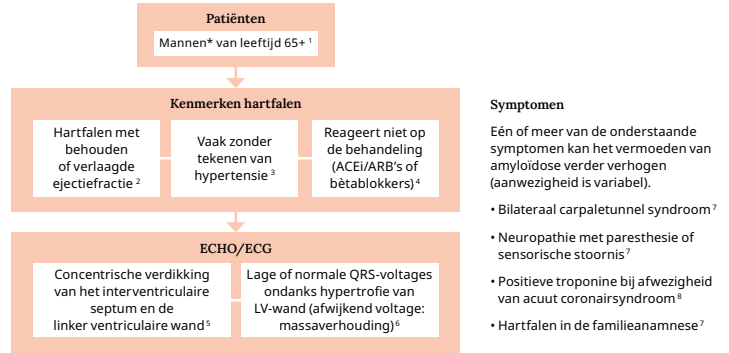 Patiënten
Mannen* van leeftijd 65+ ¹
Kenmerken hartfalen
Hartfalen met
behouden
of verlaagde
ejectiefractie ²
Vaak zonder
tekenen van
hypertensie ³
Reageert niet op
de behandeling
(ACEi/ARB's of
bètablokkers) ⁴
ECHO/ECG
Concentrische verdikking
van het interventriculaire
septum en de
linker ventriculaire wand ⁵
Lage of normale QRS-voltages
ondanks hypertrofie van
LV-wand (afwijkend voltage:
massaverhouding) ⁶
Symptomen
Eén of meer van de onderstaande
symptomen kan het vermoeden van
amyloïdose verder verhogen
(aanwezigheid is variabel).
• Bilateraal carpaletunnel syndroom ⁷
• Neuropathie met paresthesie of
sensorische stoornis ⁷
• Positieve troponine bij afwezigheid
van acuut coronairsyndroom ⁸
• Hartfalen in de familieanamnese ⁷